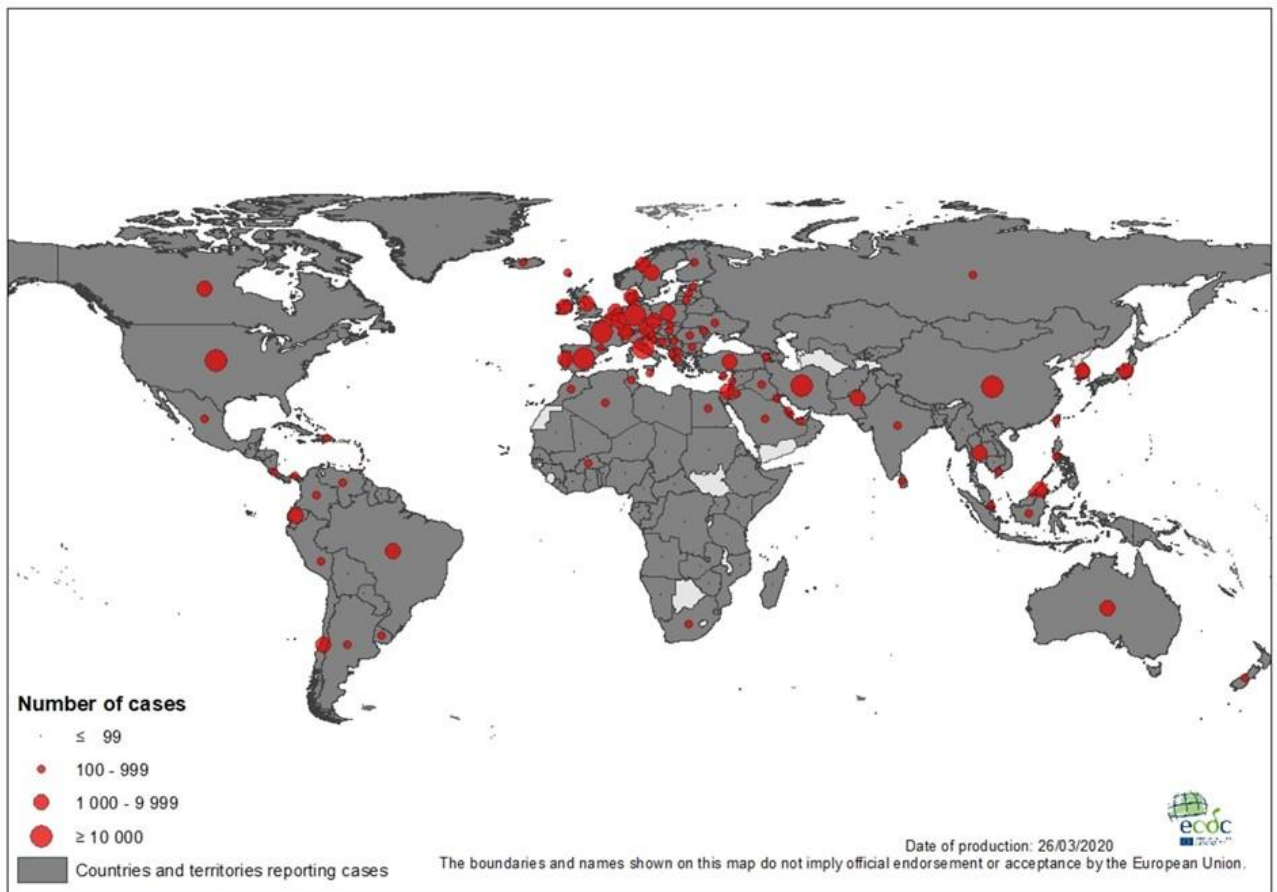 Number of cases
≤ 99
100 - 999
1 000 - 9 999
≥ 10 000
Countries and territories reporting cases
ecdc
Date of production: 26/03/2020
The boundaries and names shown on this map do not imply official endorsement or acceptance by the European Union.